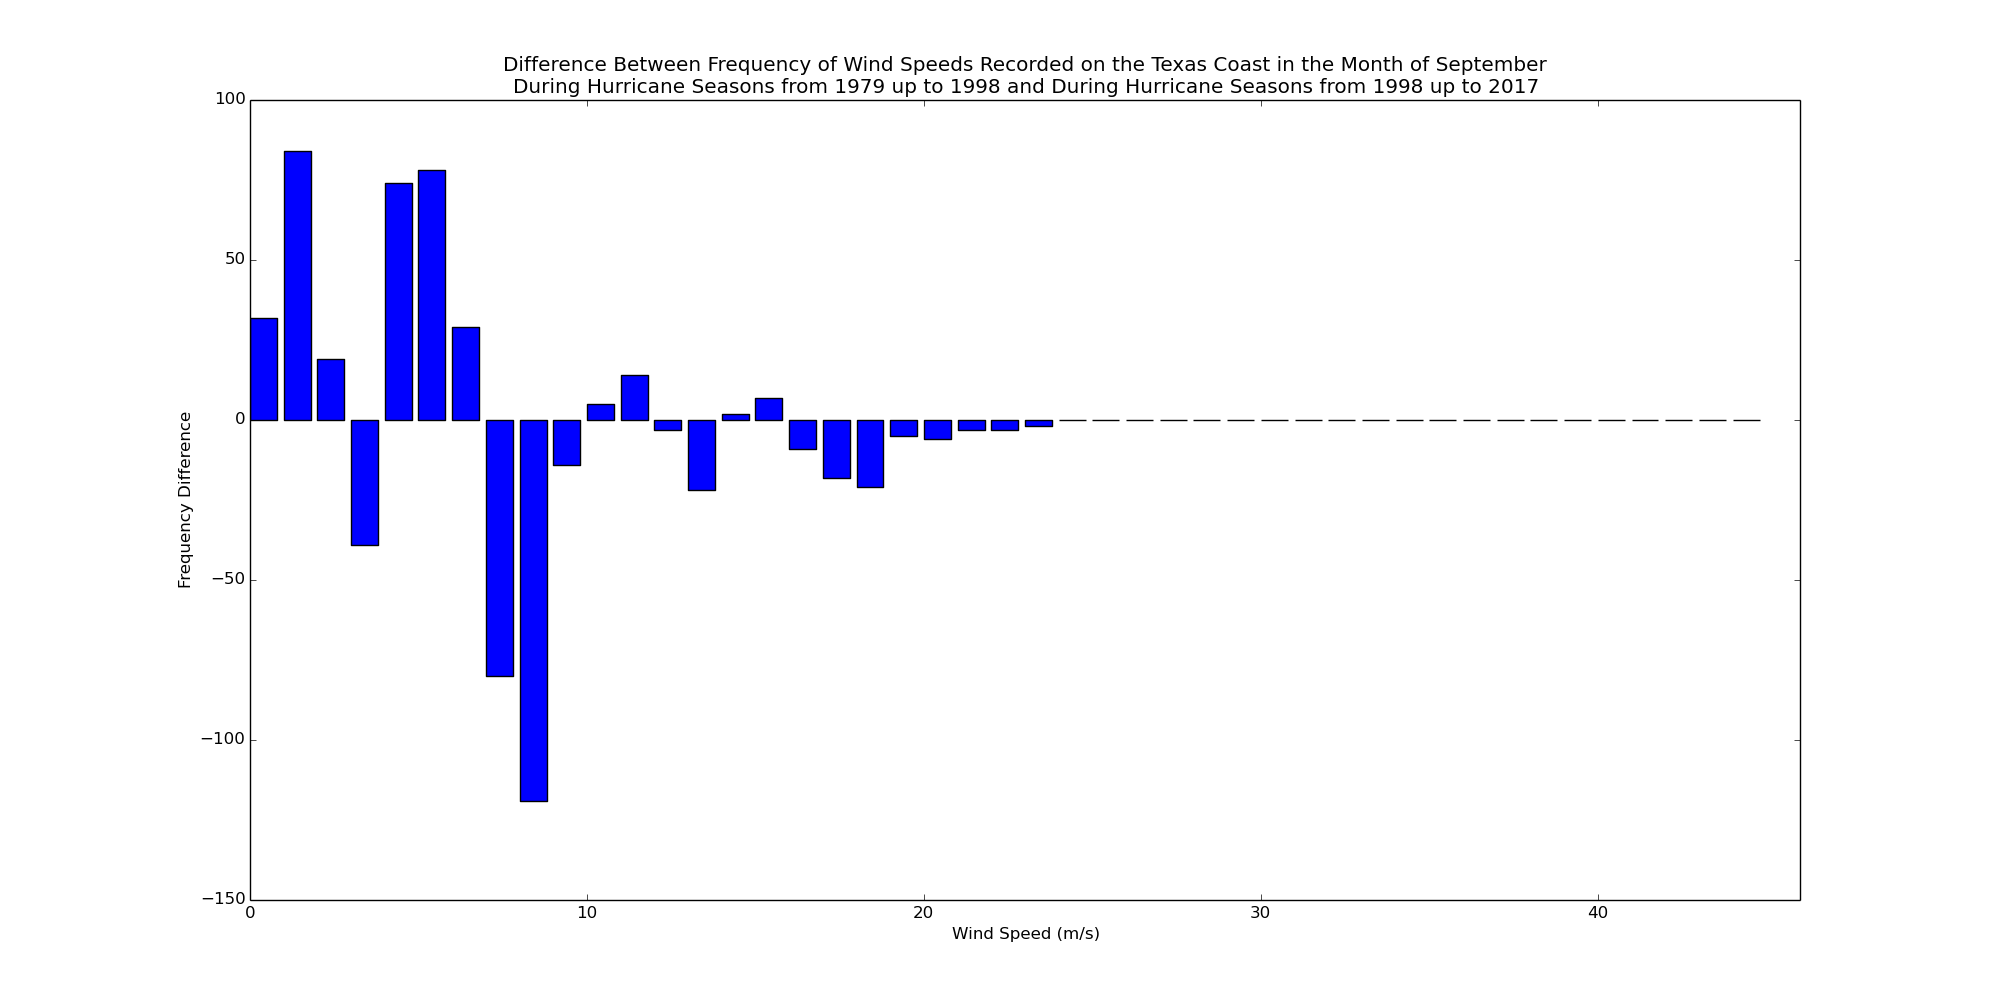 Difference Between Frequency of Wind Speeds Recorded on the Texas Coast in the Month of September
During Hurricane Seasons from 1979 up to 1998 and During Hurricane Seasons from 1998 up to 2017
100
50
0
−50
−100
−150
Frequency Difference
0 10 20 30 40
Wind Speed (m/s)